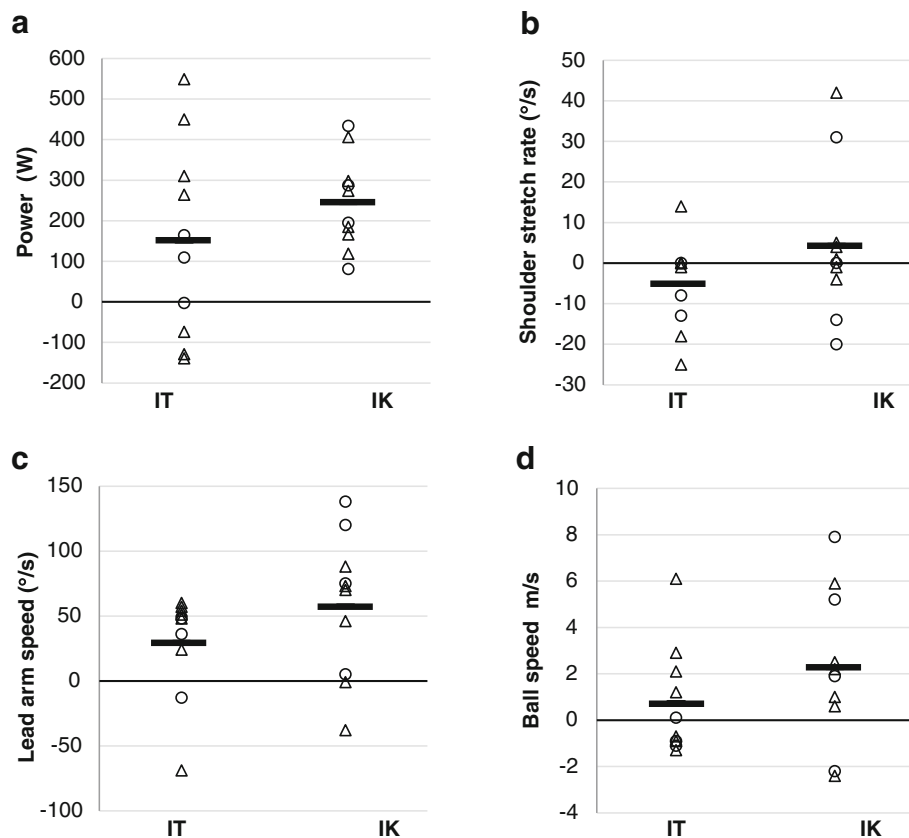 a
Power (W)
600
500
400
300
200
100
0
-100
-200
IT IK
b
Shoulder stretch rate (°/s)
50
40
30
20
10
0
-10
-20
-30
IT IK
c
Lead arm speed (°/s)
150
100
50
0
-50
-100
IT IK
d
Ball speed m/s
10
8
6
4
2
0
-2
-4
IT IK